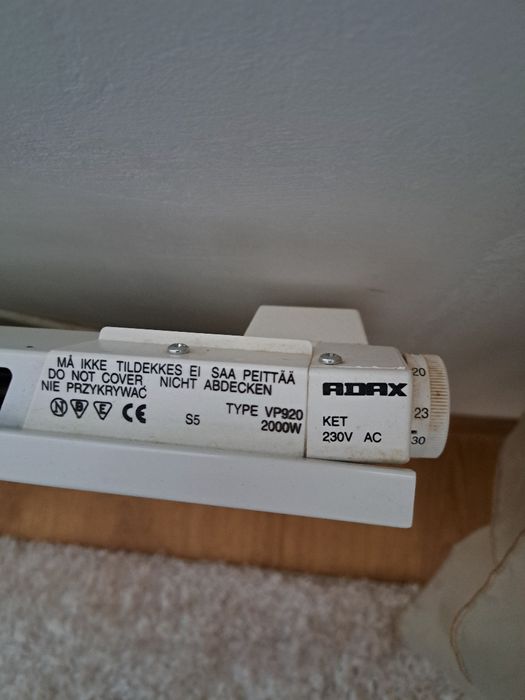 MÅ IKKE TILDEKKES EI SAA PEITTÄÄ
DO NOT COVER NICHT ABDECKEN
NIE PRZYKRYWAĆ
N B E CE
S5
TYPE VP920
2000W
ADAX
KET
230V AC
20
23
30